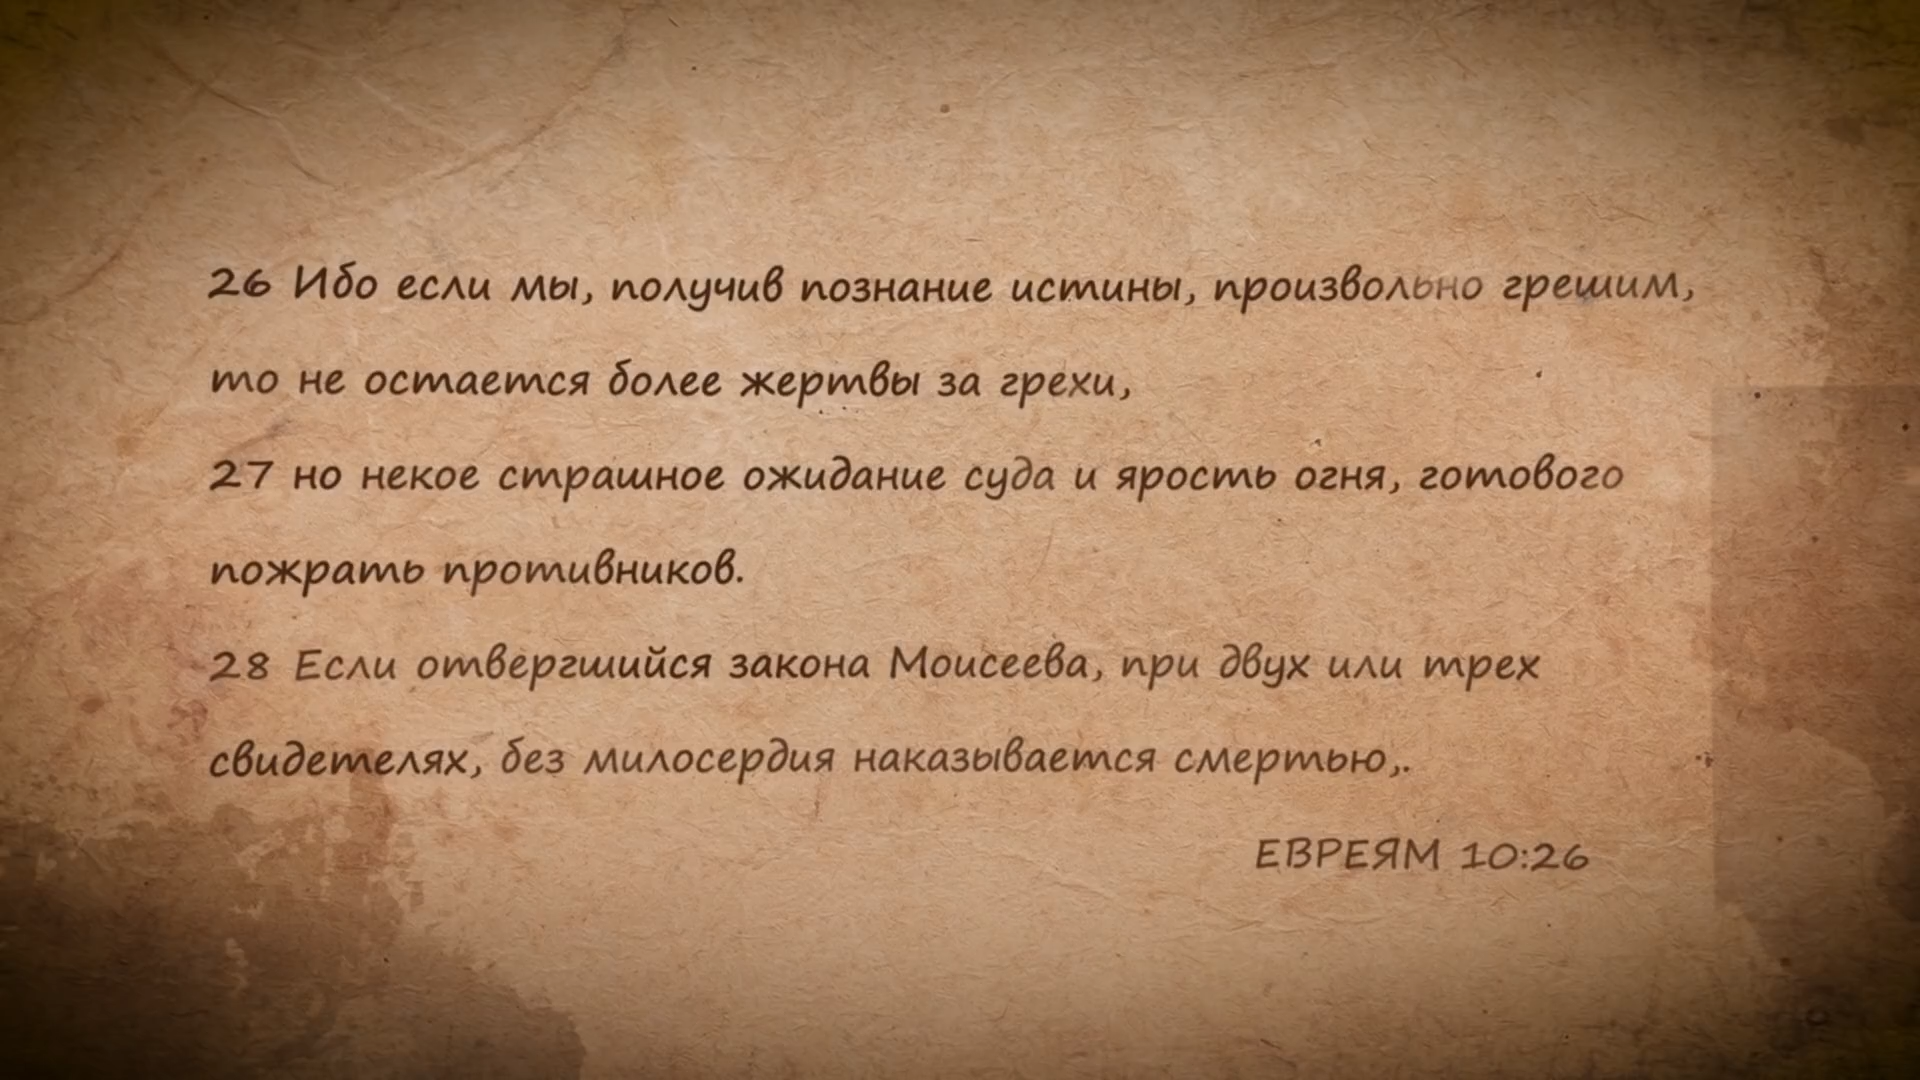 26 Ибо если мы, получив познание истины, произвольно грешим,
то не остается более жертвы за грехи,
27 но некое страшное ожидание суда и ярость огня, готового
пожрать противников.
28 Если отвергшийся закона Моисеева, при двух или трех
свидетелях, без милосердия наказывается смертью,.
ЕВРЕЯМ 10:26